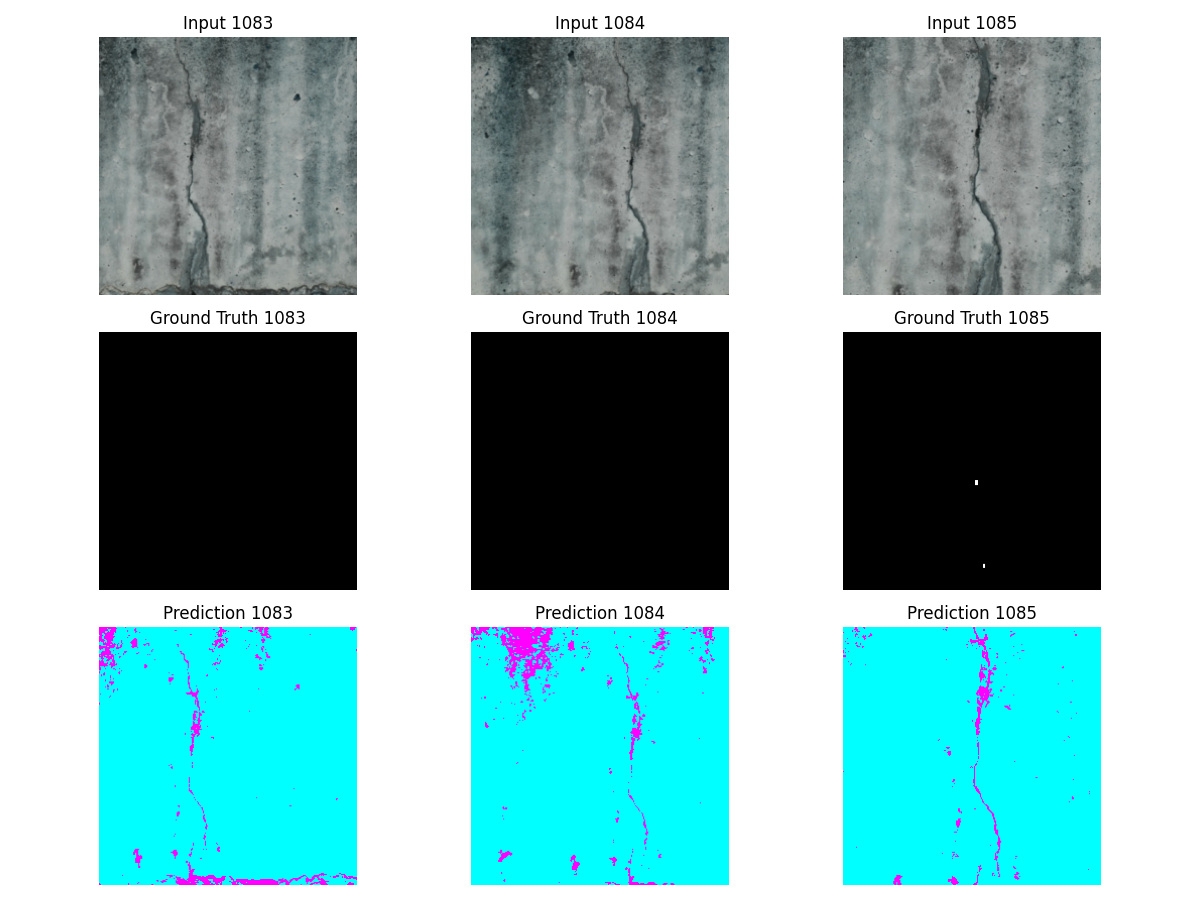 Input 1083
Input 1084
Input 1085
Ground Truth 1083
Ground Truth 1084
Ground Truth 1085
Prediction 1083
Prediction 1084
Prediction 1085